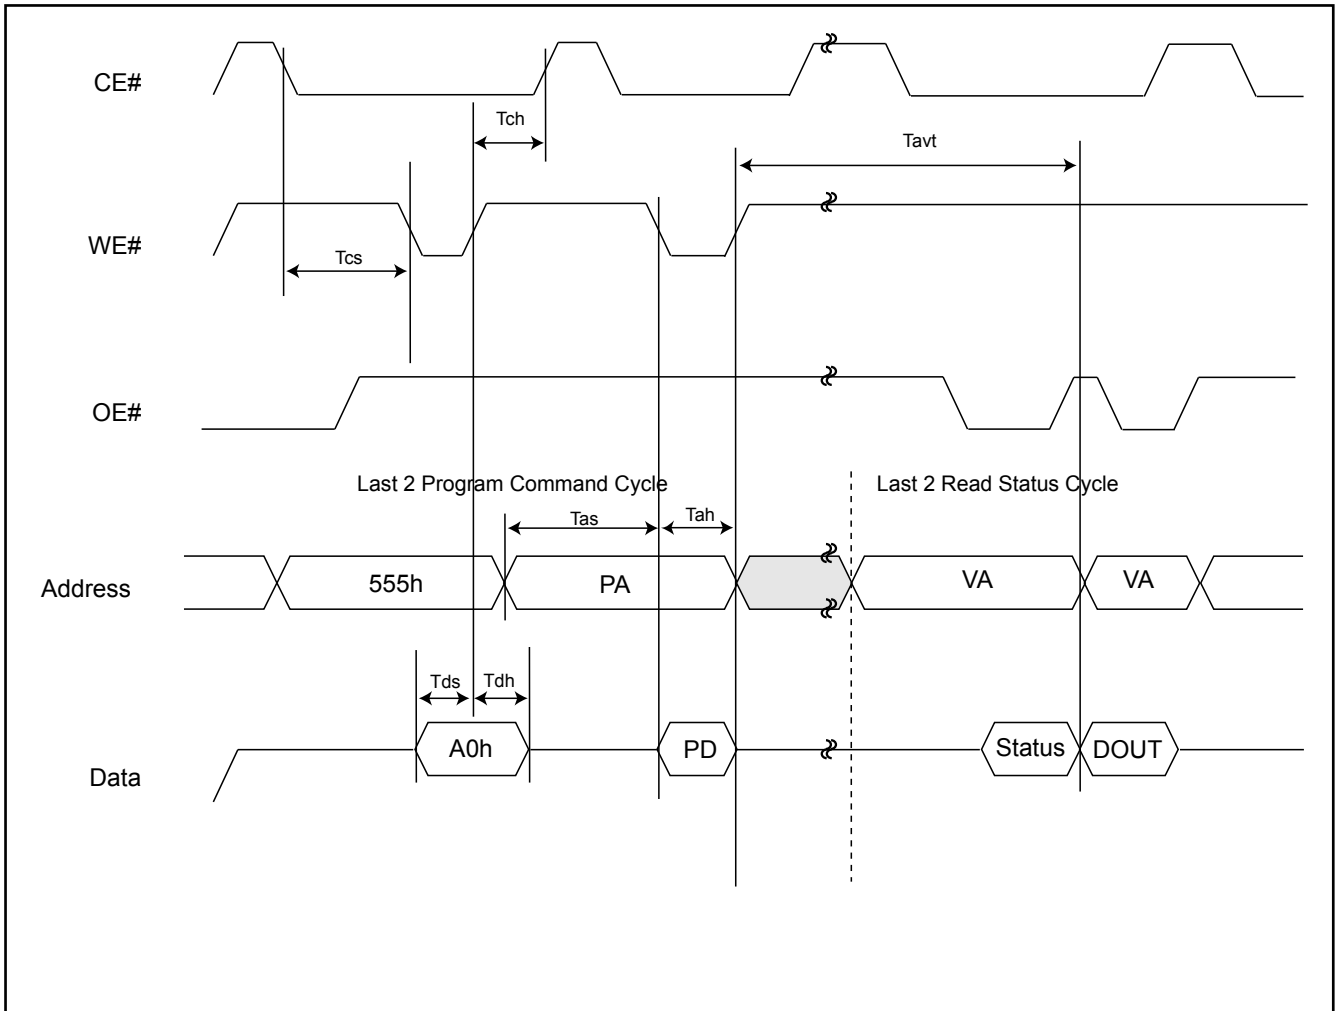 CE#
Tch
Tavt
WE#
Tcs
OE#
Last 2 Program Command Cycle
Last 2 Read Status Cycle
Tas
Tah
Address
555h
PA
VA
VA
Tds
Tdh
Data
A0h
PD
Status
DOUT